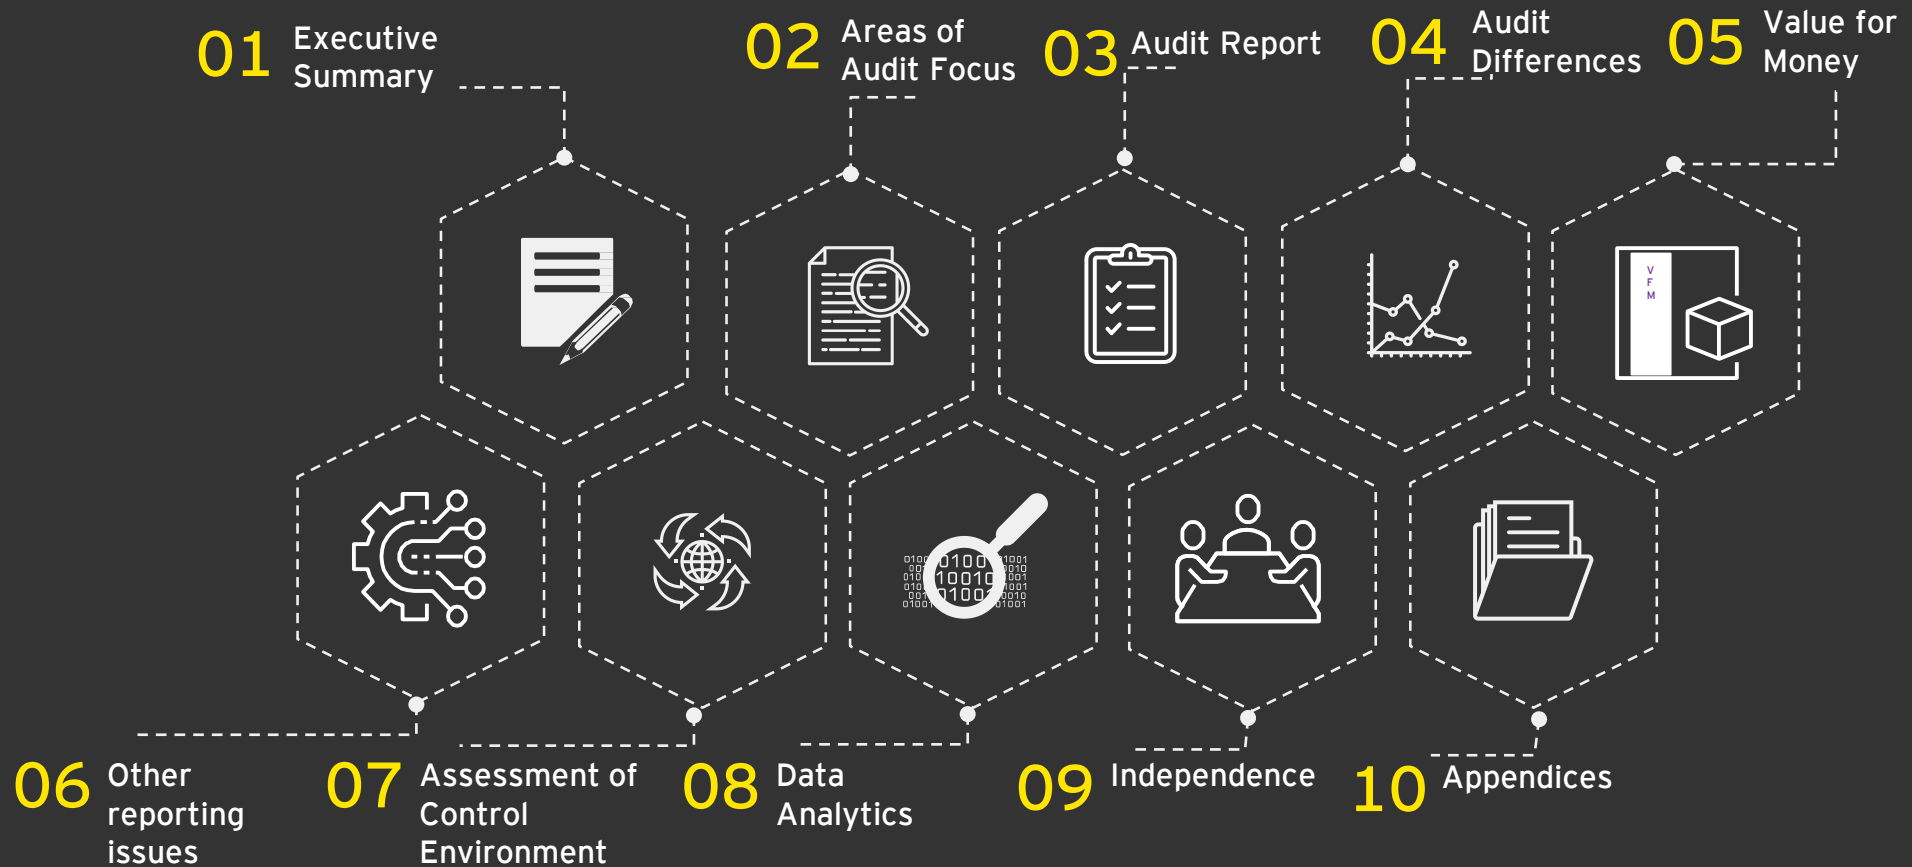 01 Executive
Summary
02 Areas of
Audit Focus
03 Audit Report
04 Audit
Differences
05 Value for
Money
V
F
M
0100
10010
1001
06 Other
reporting
issues
07 Assessment of
Control
Environment
08 Data
Analytics
09 Independence
10 Appendices